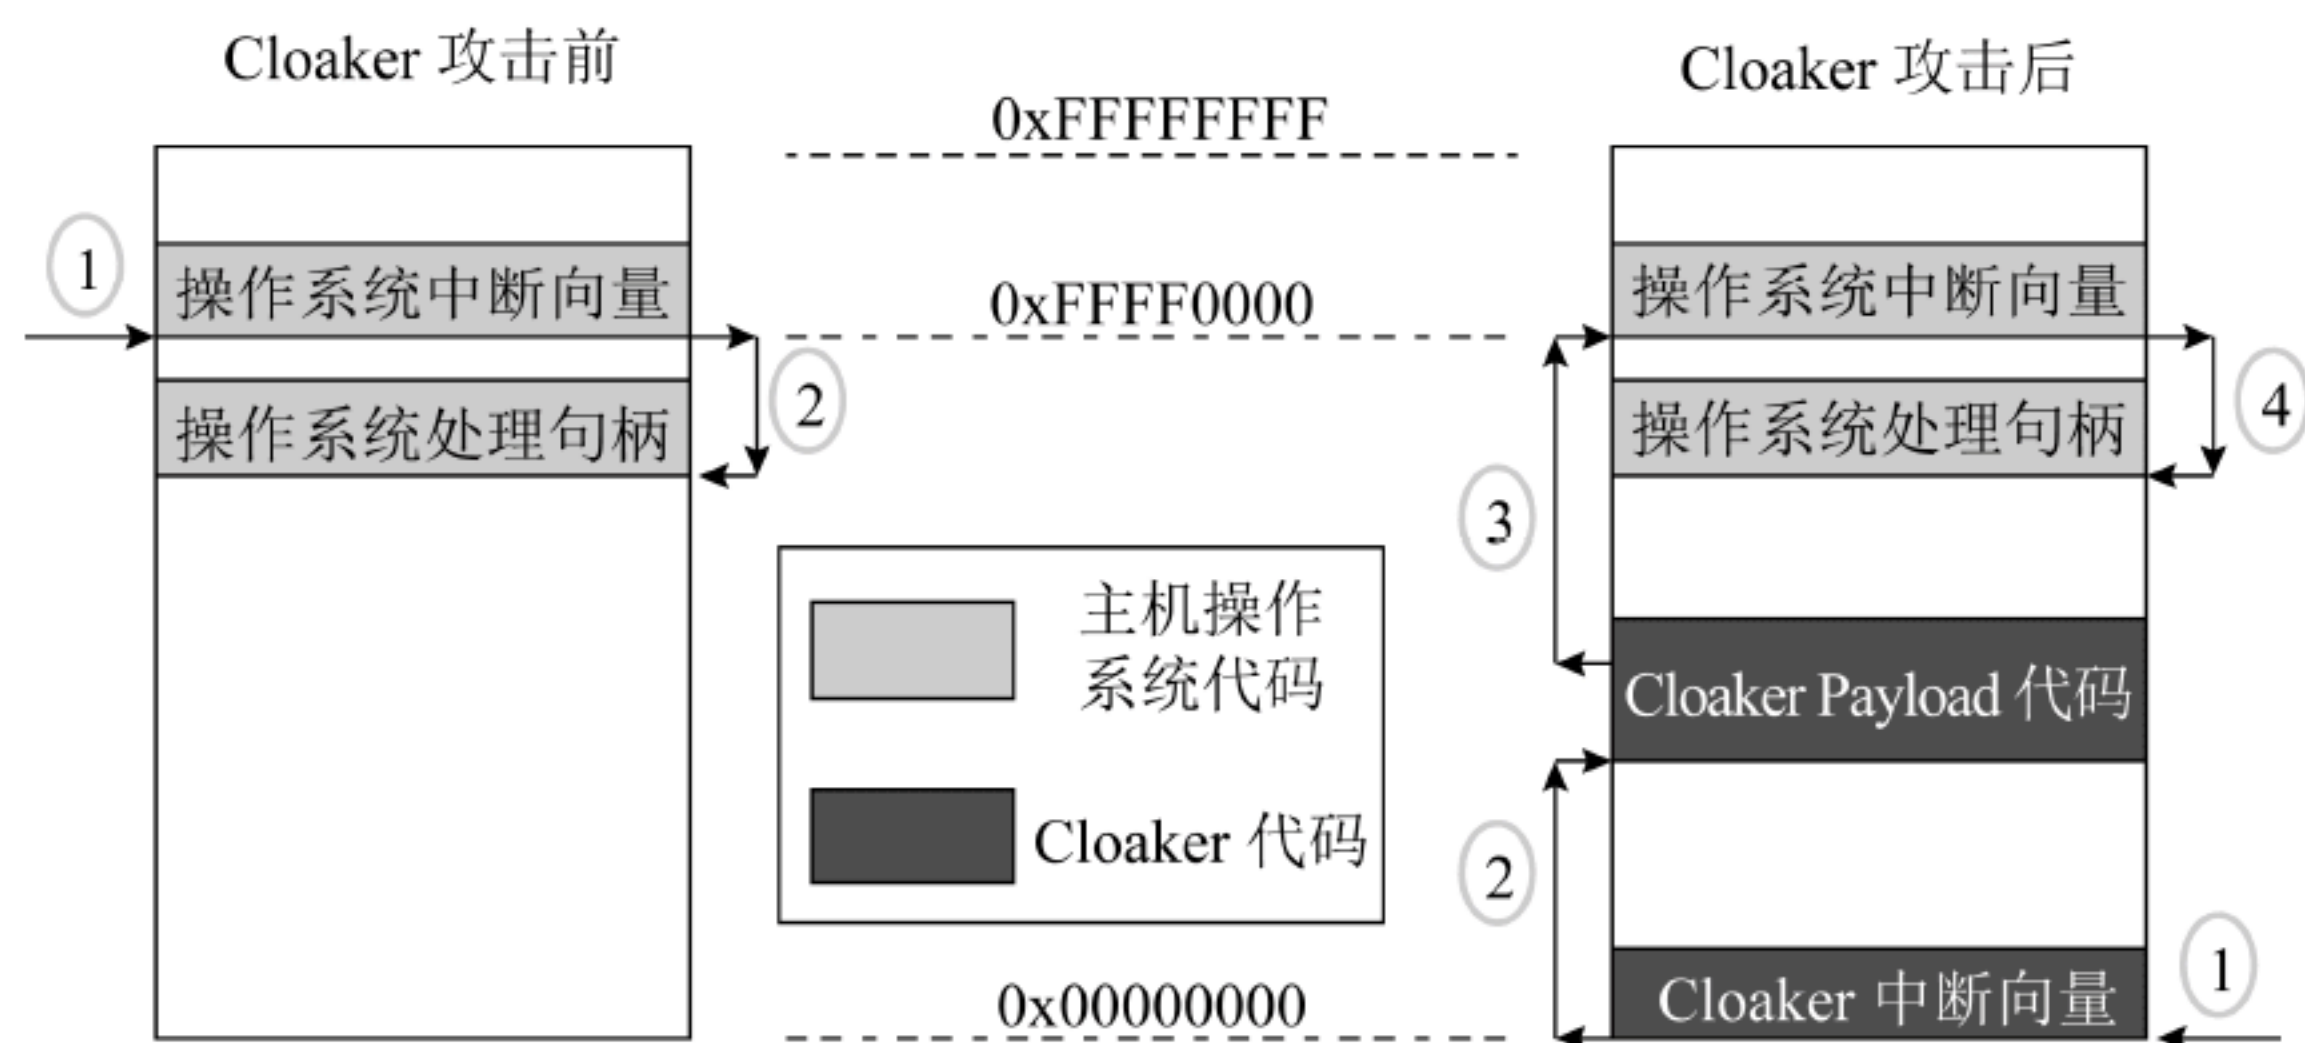 Cloaker 攻击前
1
操作系统中断向量
操作系统处理句柄
2
0xFFFFFFFF
0xFFFF0000
主机操作
系统代码
Cloaker 代码
0x00000000
Cloaker 攻击后
操作系统中断向量
操作系统处理句柄
4
3
Cloaker Payload 代码
2
Cloaker 中断向量
1